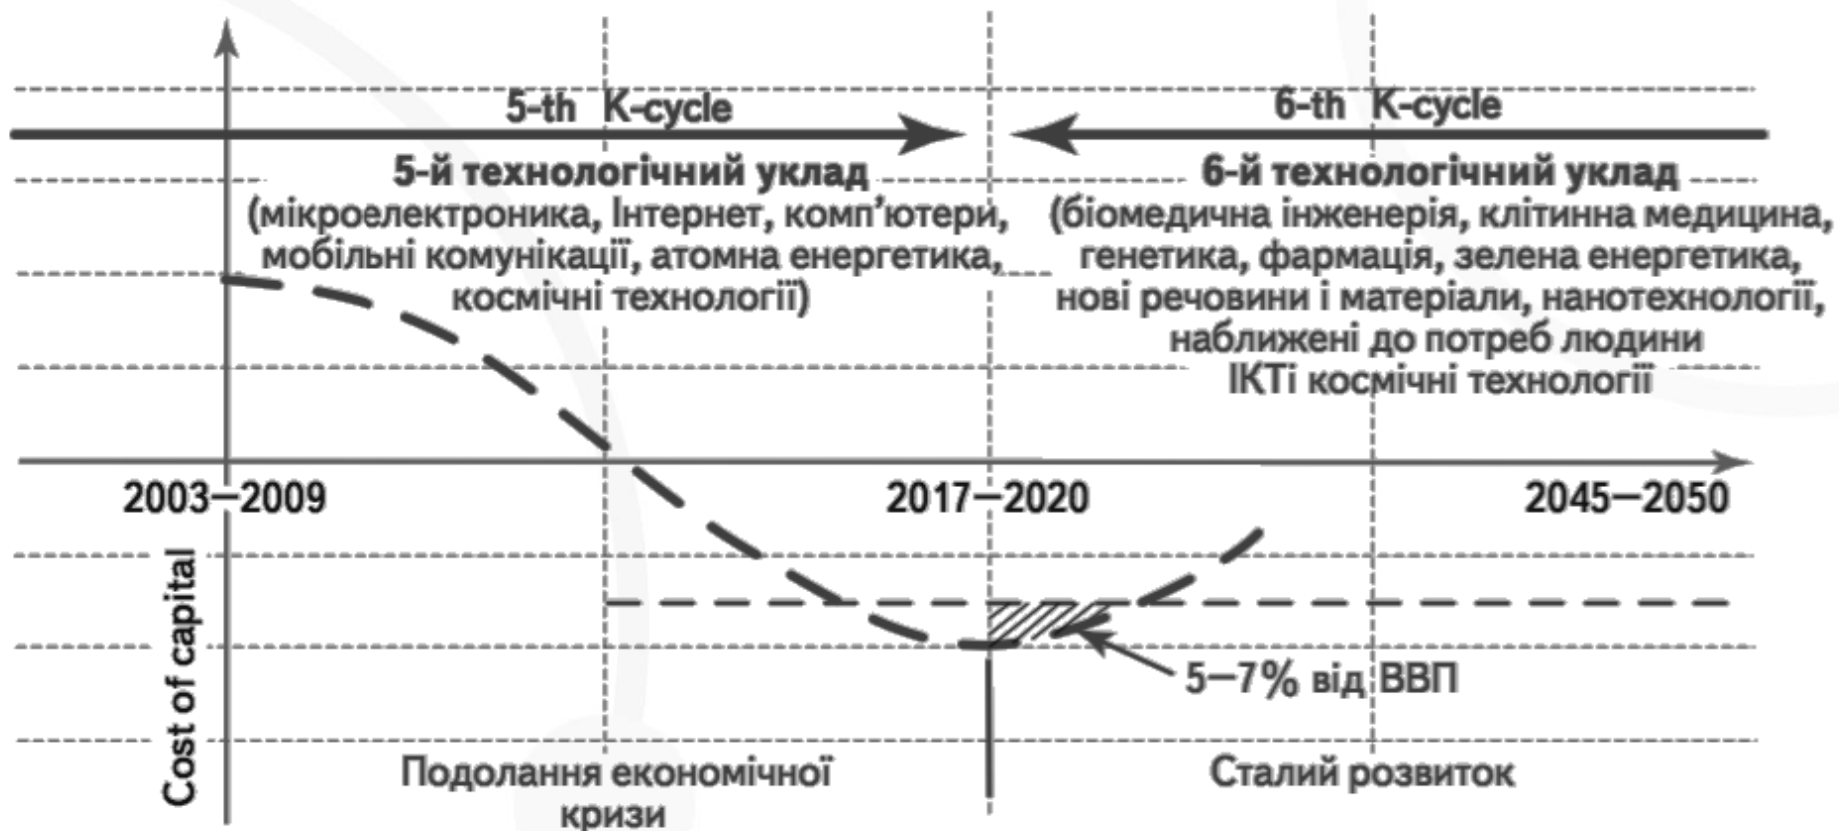 5-th K-cycle
6-th K-cycle
5-й технологічний уклад
(мікроелектроника, Інтернет, комп’ютери,
мобільні комунікації, атомна енергетика,
космічні технології)
6-й технологічний уклад
(біомедична інженерія, клітинна медицина,
генетика, фармація, зелена енергетика,
нові речовини і матеріали, нанотехнології,
наближені до потреб людини
ІКТі космічні технології
2003—2009
2017—2020
2045—2050
Cost of capital
5—7% від ВВП
Подолання економічної
кризи
Сталий розвиток